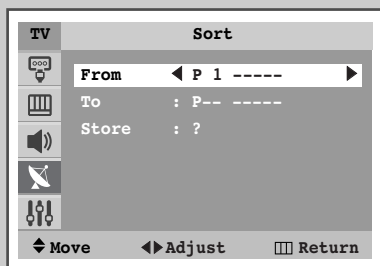 TV Sort
From ◀ P 1 ----- ▶
To : P-- -----
Store : ?
Move Adjust Return